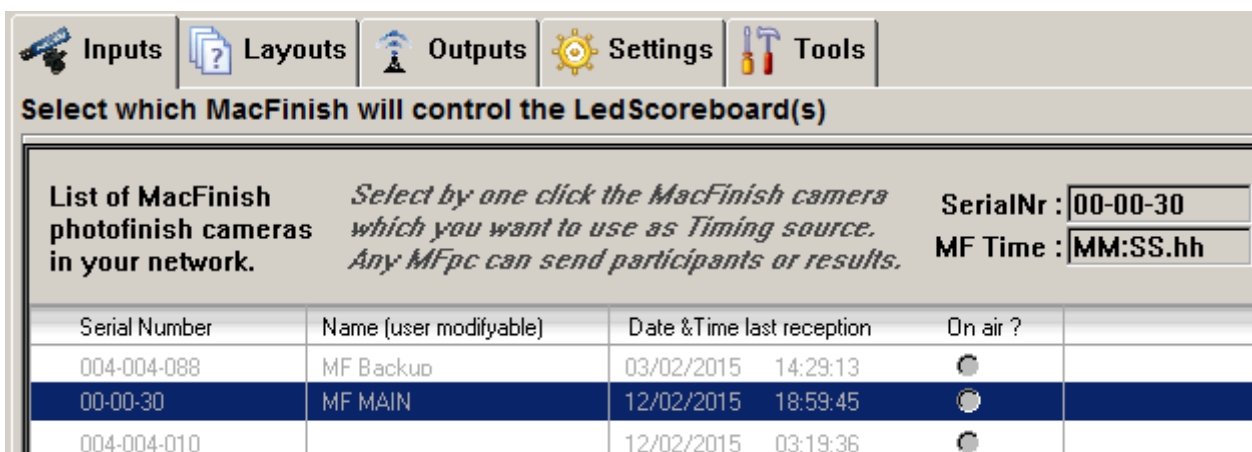 Inputs Layouts Outputs Settings Tools
Select which MacFinish will control the LedScoreboard(s)
List of MacFinish
photofinish cameras
in your network.
Select by one click the MacFinish camera
which you want to use as Timing source.
Any MFpc can send participants or results.
SerialNr : 00-00-30
MF Time : MM:SS.hh
Serial Number Name (user modifyable) Date &Time last reception On air ?
004-004-088 MF Backup 03/02/2015 14:29:13
00-00-30 MF MAIN 12/02/2015 18:59:45
004-004-010 12/02/2015 03:19:36